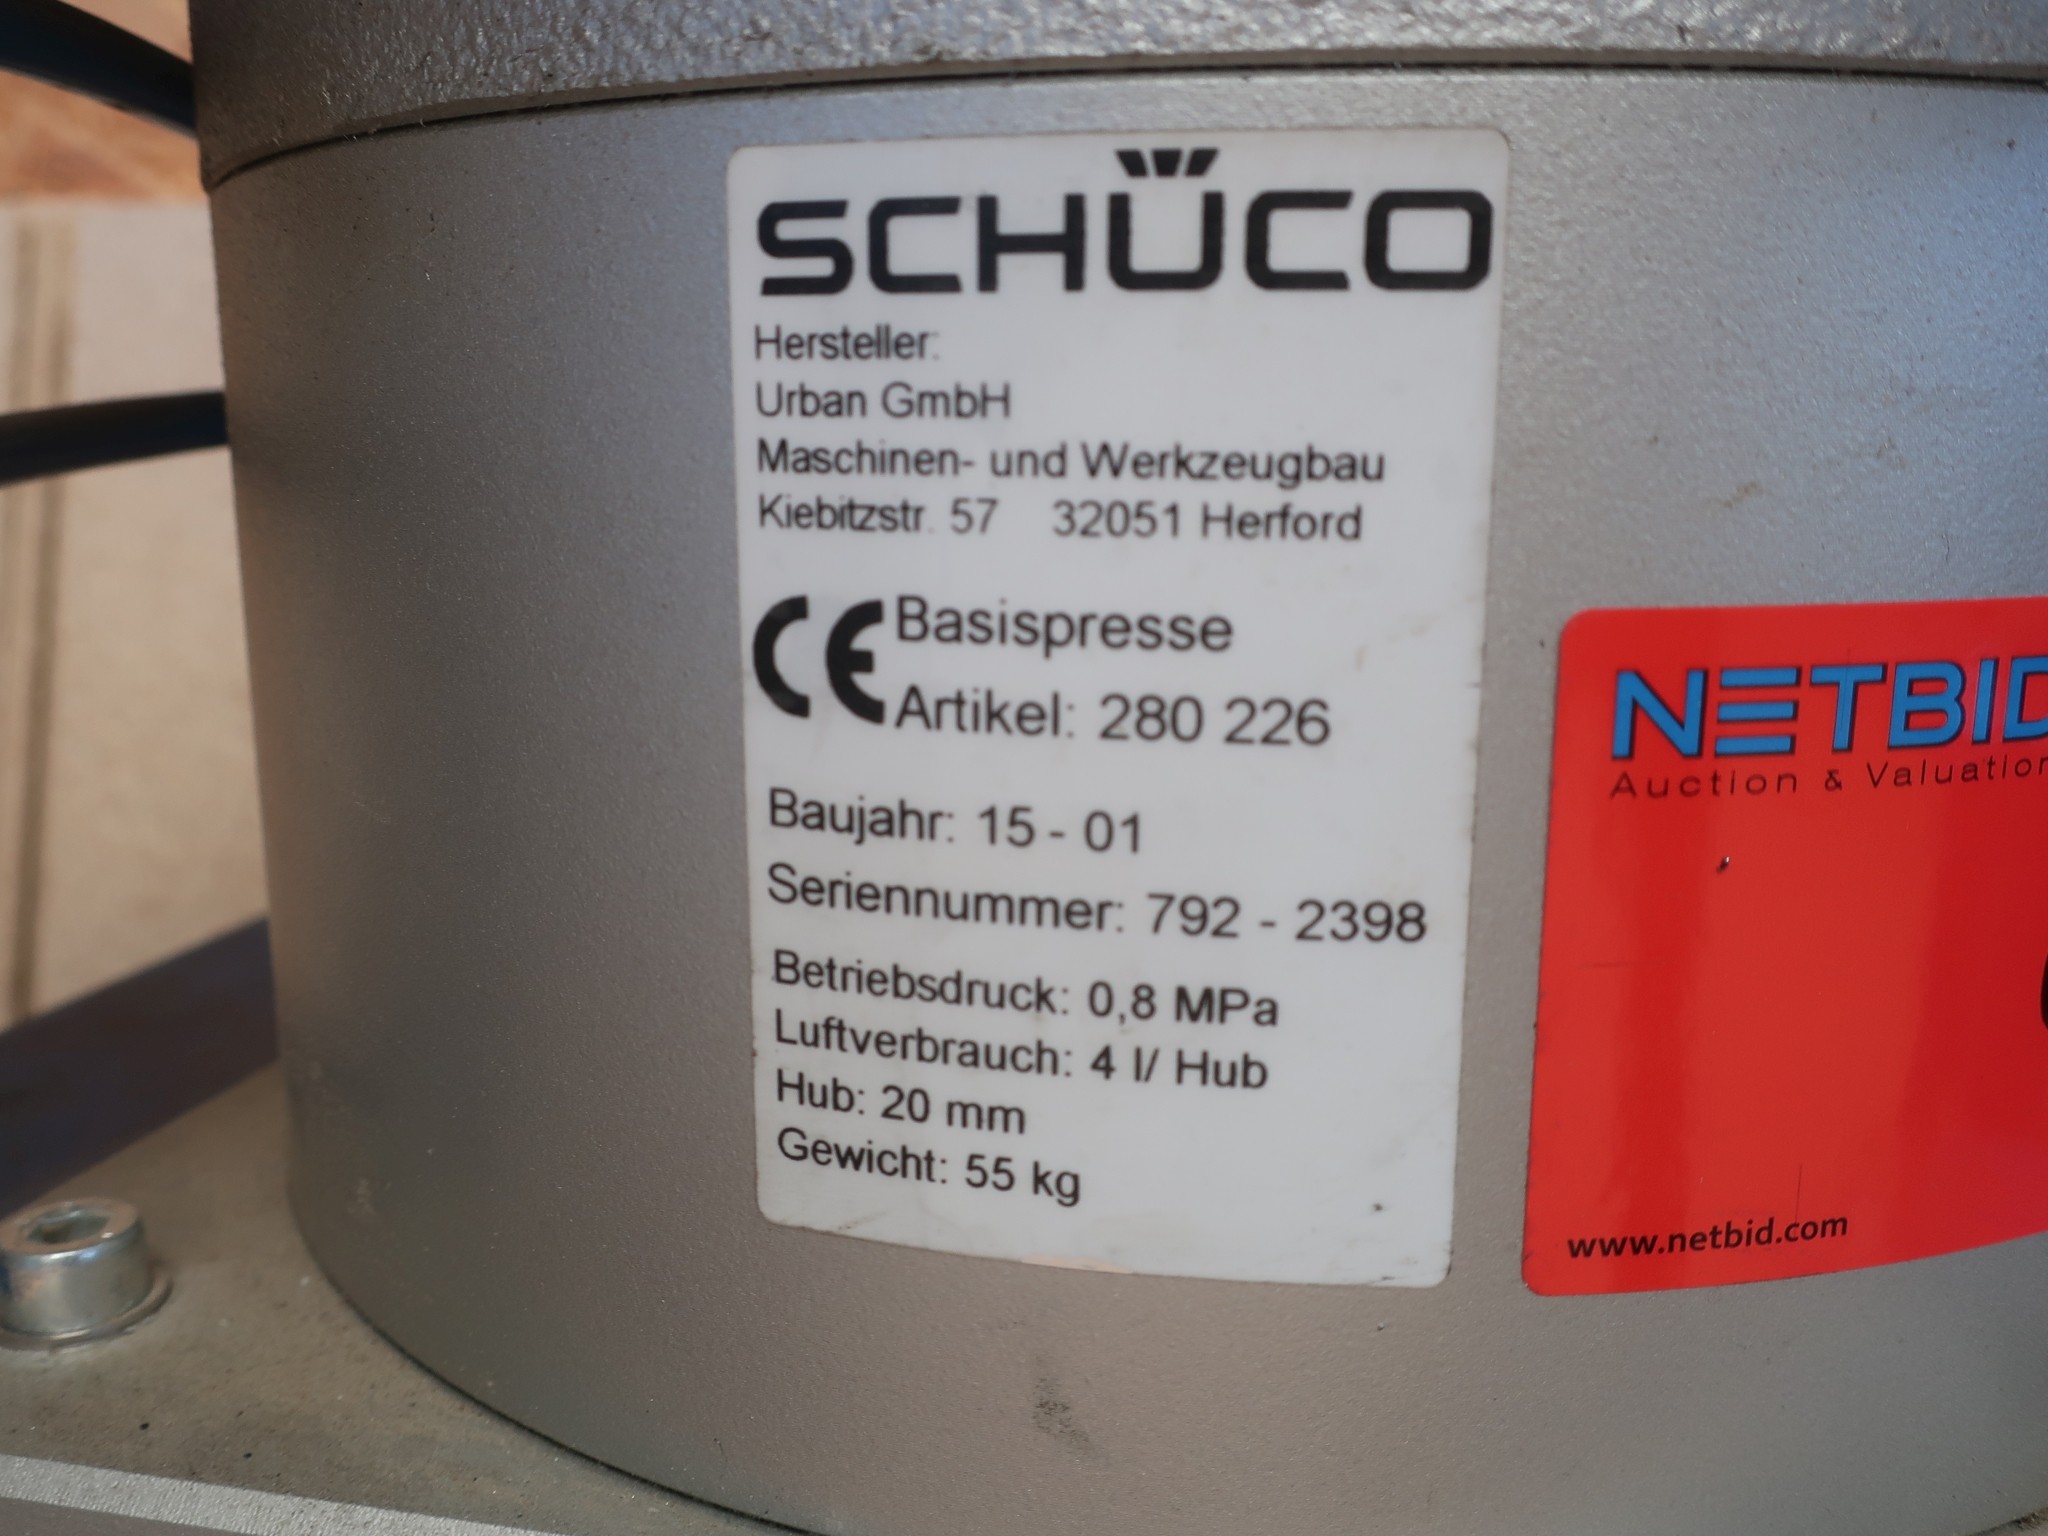 SCHÜCO
Hersteller:
Urban GmbH
Maschinen- und Werkzeugbau
Kiebitzstr. 57 32051 Herford
CE Basispresse
Artikel: 280 226
Baujahr: 15 - 01
Seriennummer: 792 - 2398
Betriebsdruck: 0,8 MPa
Luftverbrauch: 4 l/ Hub
Hub: 20 mm
Gewicht: 55 kg
NETBID
Auction & Valuation
www.netbid.com